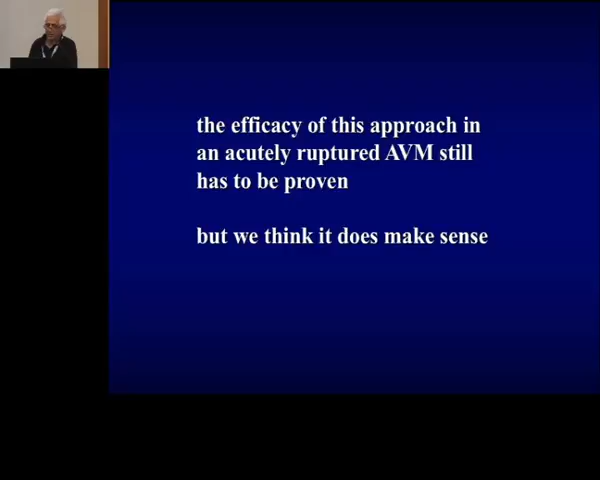 the efficacy of this approach in
an acutely ruptured AVM still
has to be proven
but we think it does make sense